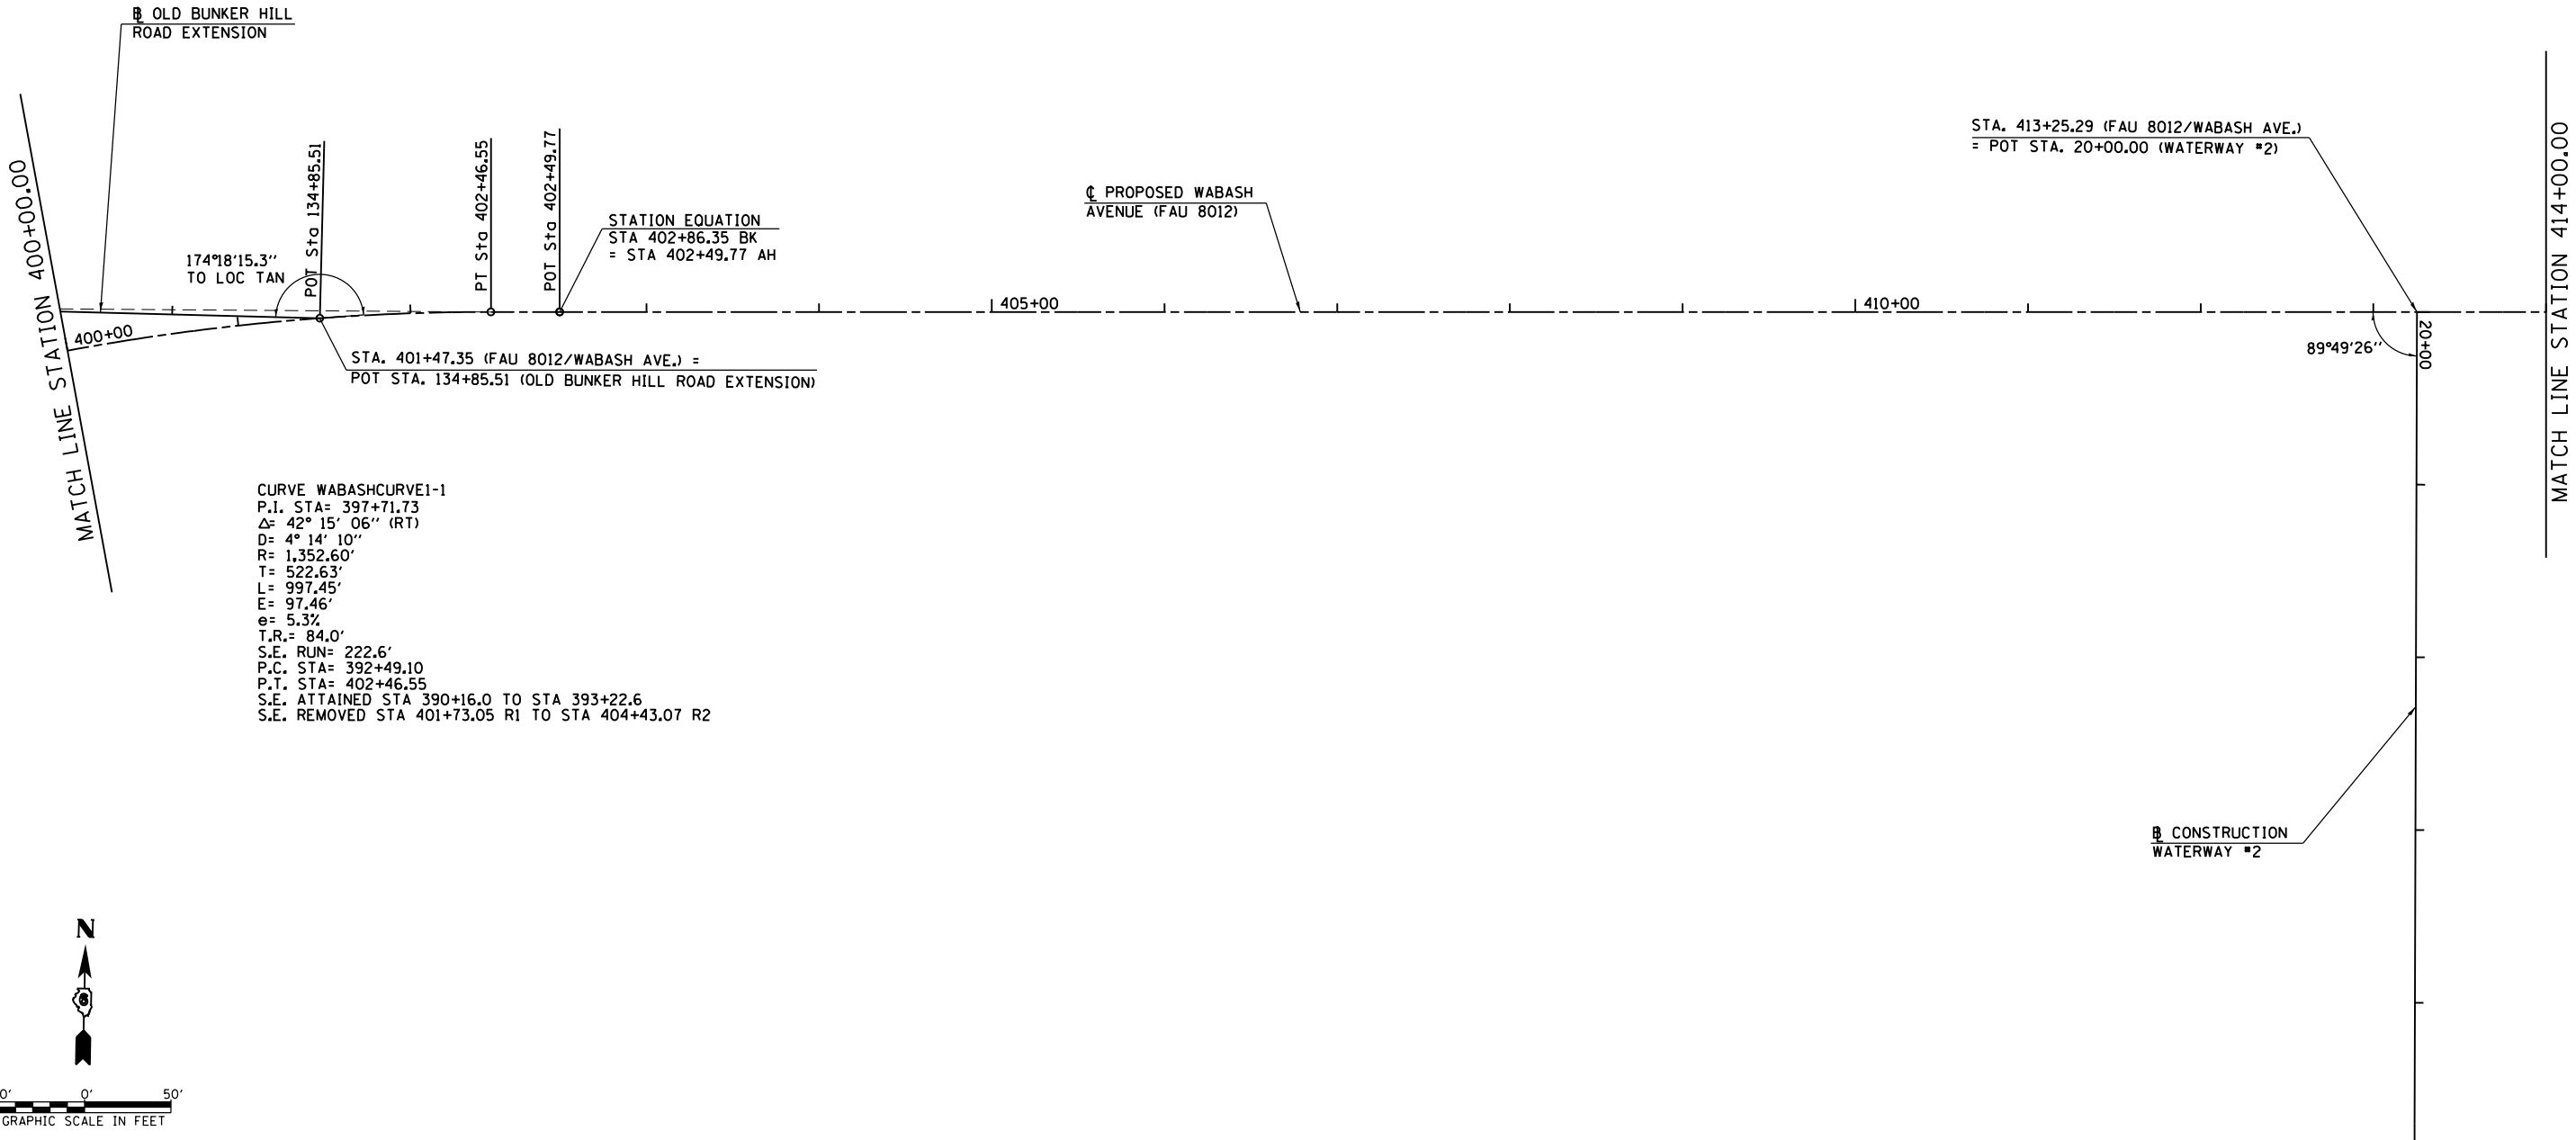 ℄ OLD BUNKER HILL
ROAD EXTENSION
MATCH LINE STATION 400+00.00
174°18'15.3''
TO LOC TAN
POT Sta 134+85.51
PT Sta 402+46.55
POT Sta 402+49.77
STATION EQUATION
STA 402+86.35 BK
= STA 402+49.77 AH
℄ PROPOSED WABASH
AVENUE (FAU 8012)
STA. 413+25.29 (FAU 8012/WABASH AVE.)
= POT STA. 20+00.00 (WATERWAY #2)
MATCH LINE STATION 414+00.00
400+00
405+00
410+00
20+00
89°49'26''
STA. 401+47.35 (FAU 8012/WABASH AVE.) =
POT STA. 134+85.51 (OLD BUNKER HILL ROAD EXTENSION)
CURVE WABASHCURVE1-1
P.I. STA= 397+71.73
Δ= 42° 15' 06'' (RT)
D= 4° 14' 10''
R= 1,352.60'
T= 522.63'
L= 997.45'
E= 97.46'
e= 5.3%
T.R.= 84.0'
S.E. RUN= 222.6'
P.C. STA= 392+49.10
P.T. STA= 402+46.55
S.E. ATTAINED STA 390+16.0 TO STA 393+22.6
S.E. REMOVED STA 401+73.05 R1 TO STA 404+43.07 R2
℄ CONSTRUCTION
WATERWAY #2
N
0'
0'
50'
GRAPHIC SCALE IN FEET